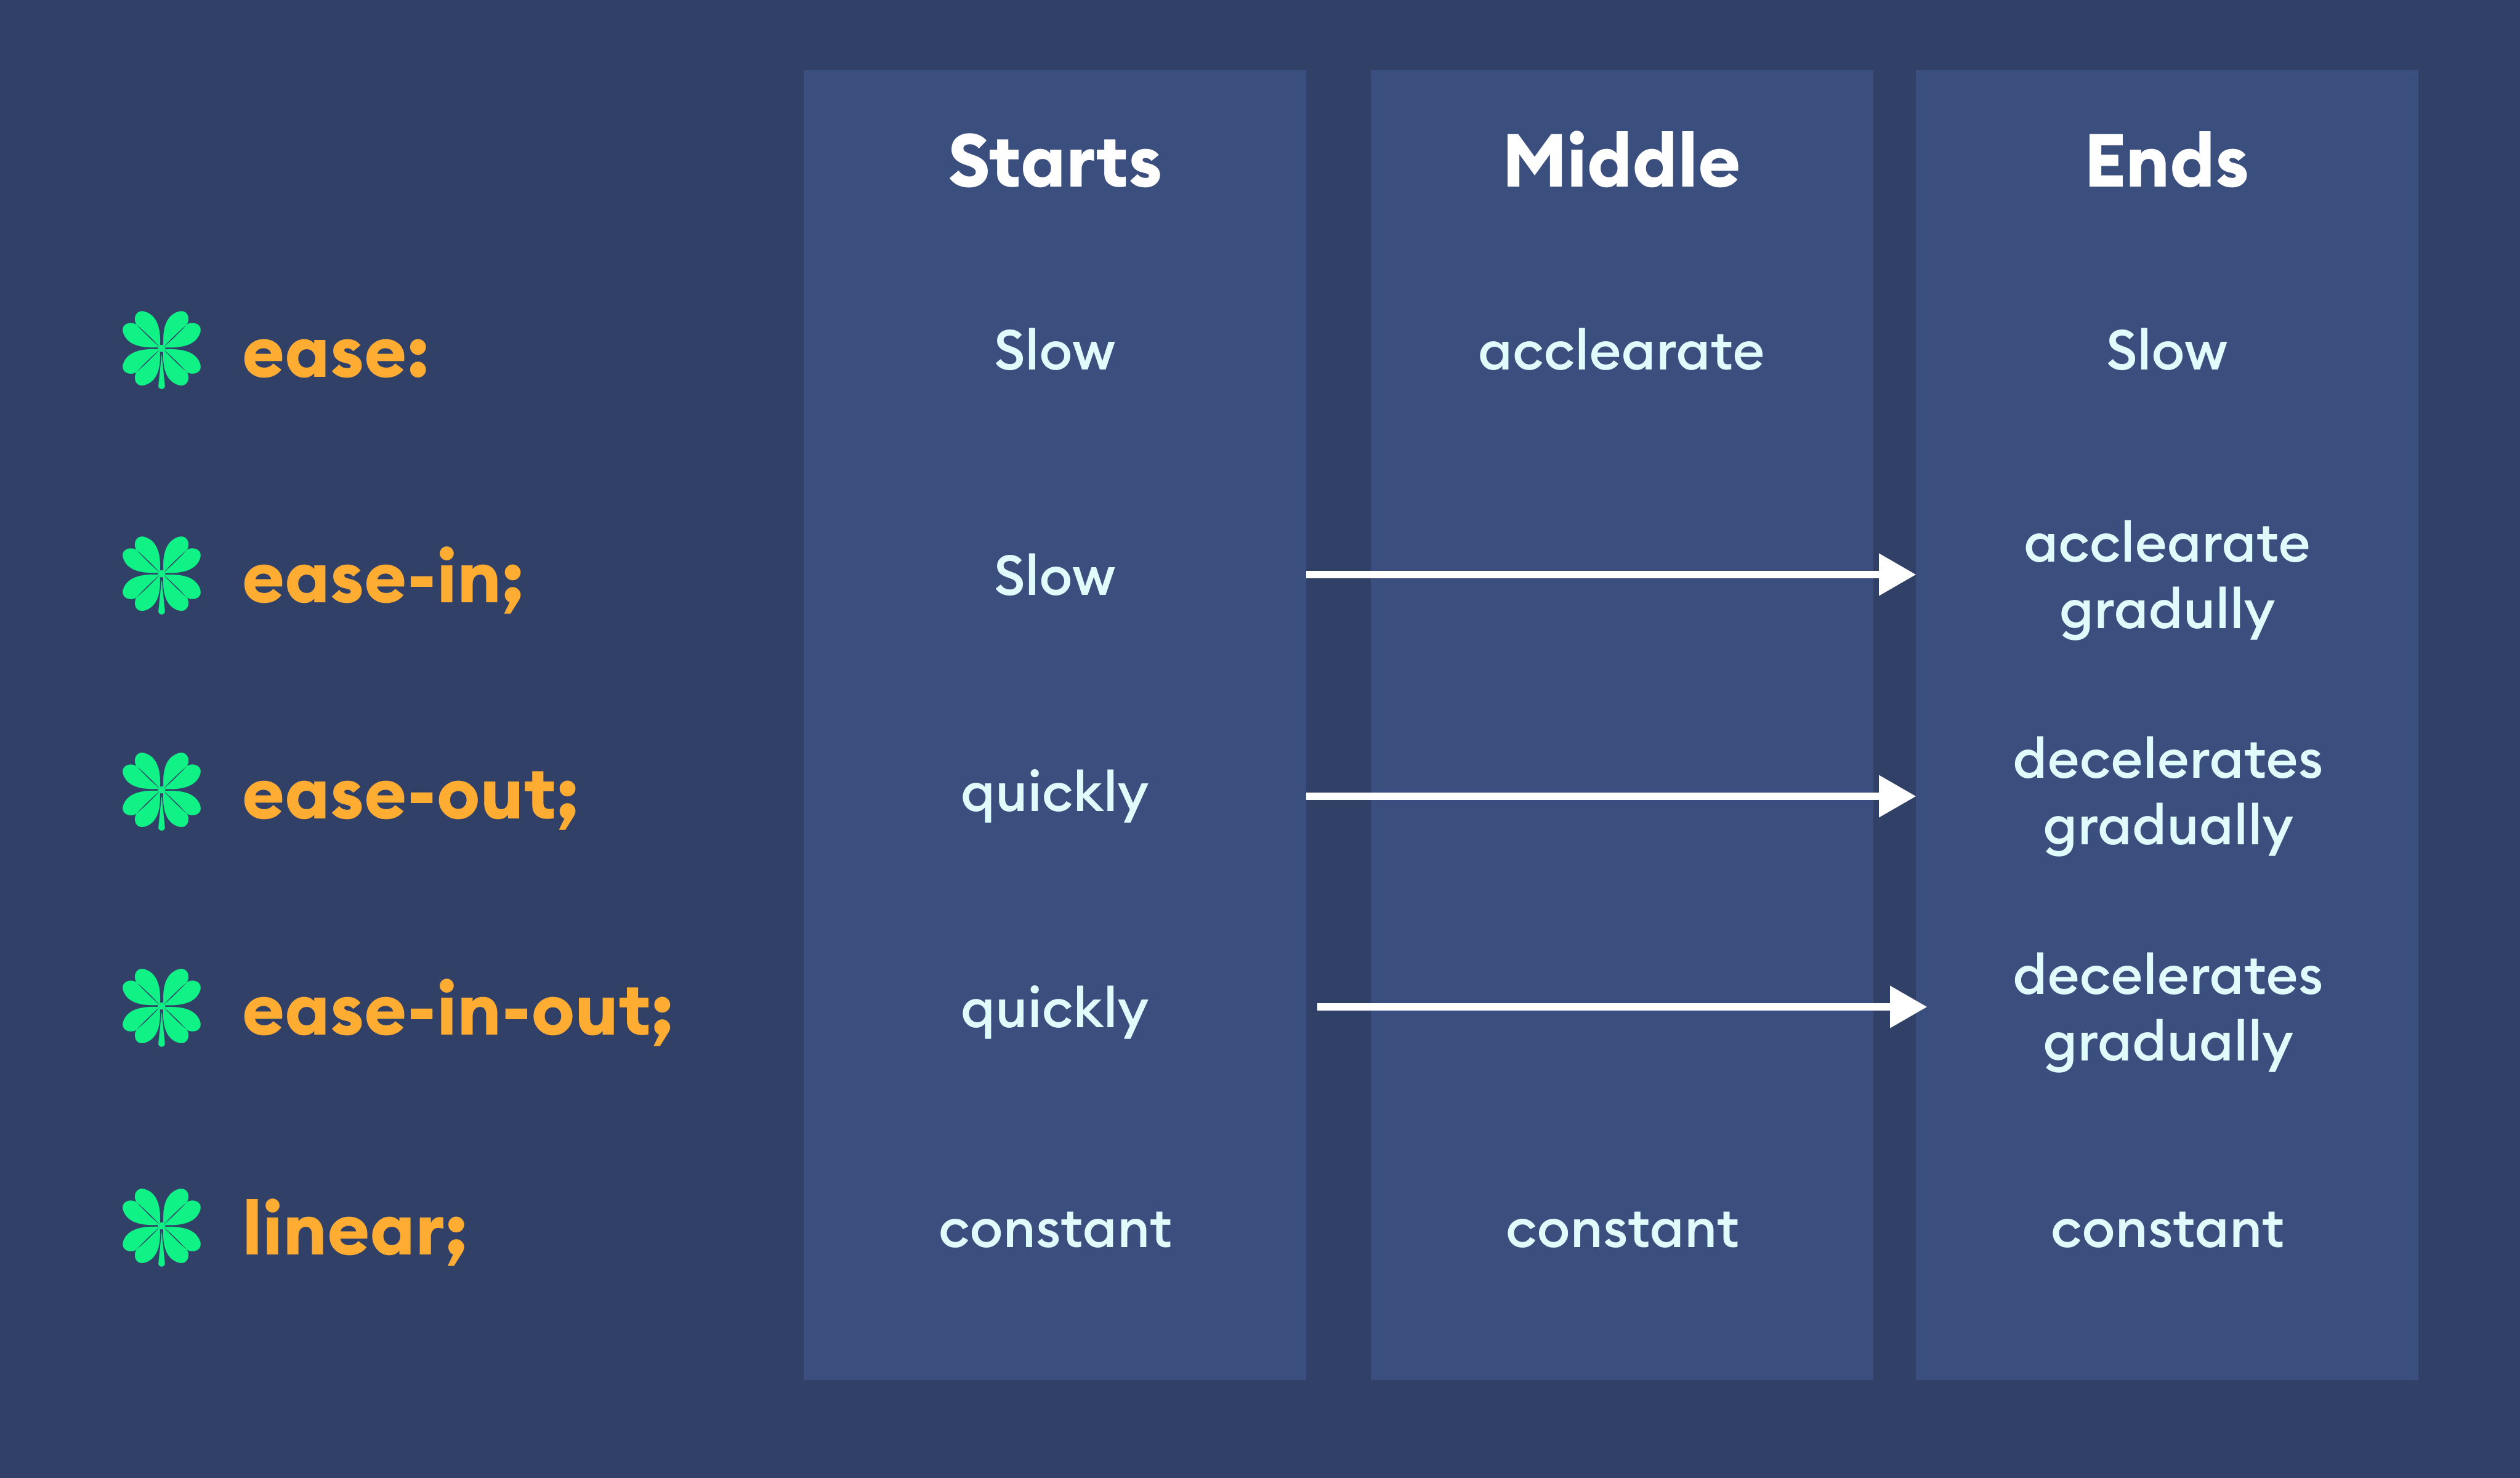 Starts Middle Ends
ease: Slow acclearate Slow
ease-in; Slow acclearate
gradully
ease-out; quickly decelerates
gradually
ease-in-out; quickly decelerates
gradually
linear; constant constant constant